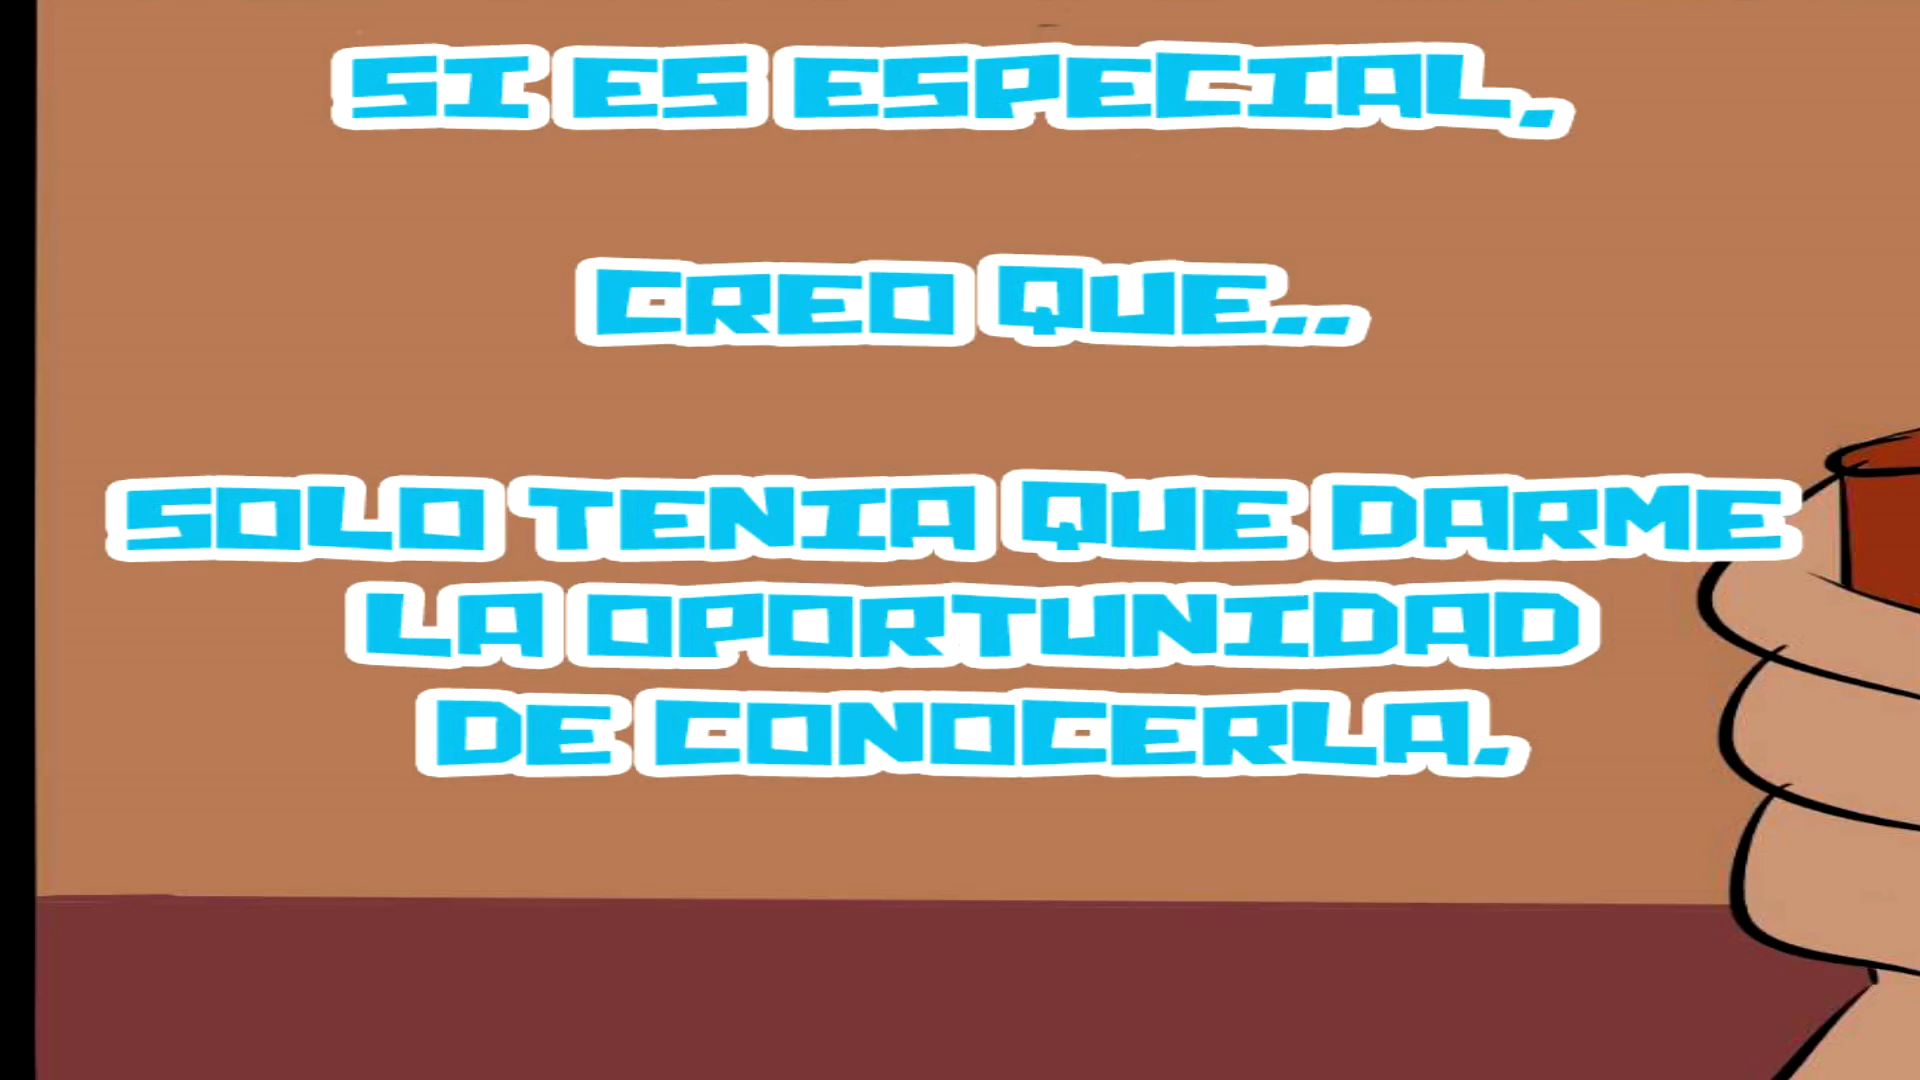 SI ES ESPECIAL.
CREO QUE...
SOLO TENIA QUE DARME
LA OPORTUNIDAD
DE CONOCERLA.